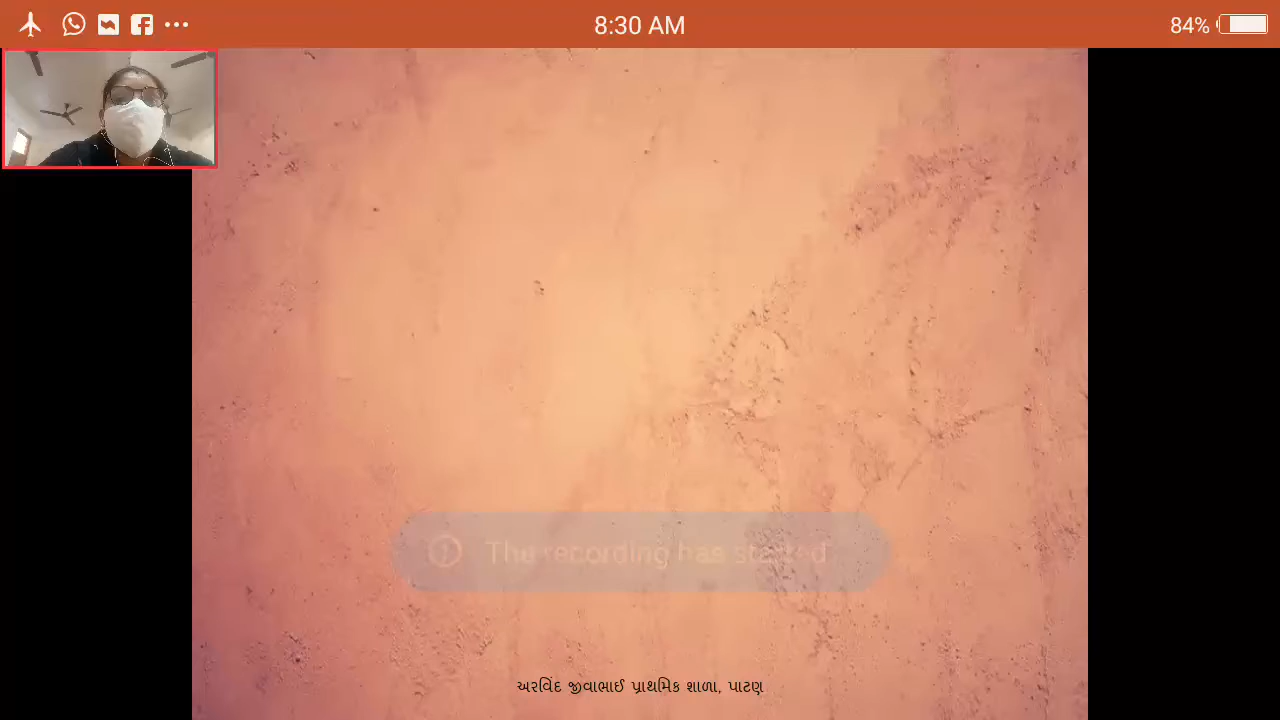 8:30 AM
84%
The recording has started
અરવિંદ જીવાભાઈ પ્રાથમિક શાળા, પાટણ